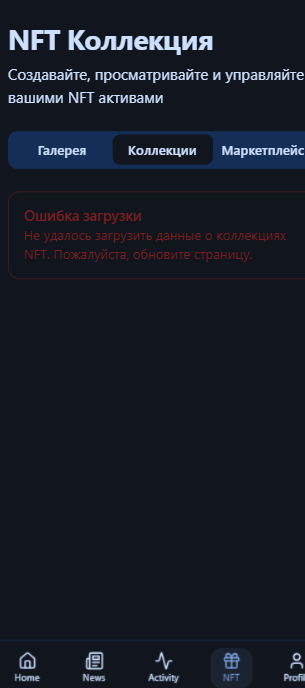 NFT Коллекция
Создавайте, просматривайте и управляйте
вашими NFT активами
Галерея Коллекции Маркетплейс
Ошибка загрузки
Не удалось загрузить данные о коллекциях
NFT. Пожалуйста, обновите страницу.
Home News Activity NFT Profil